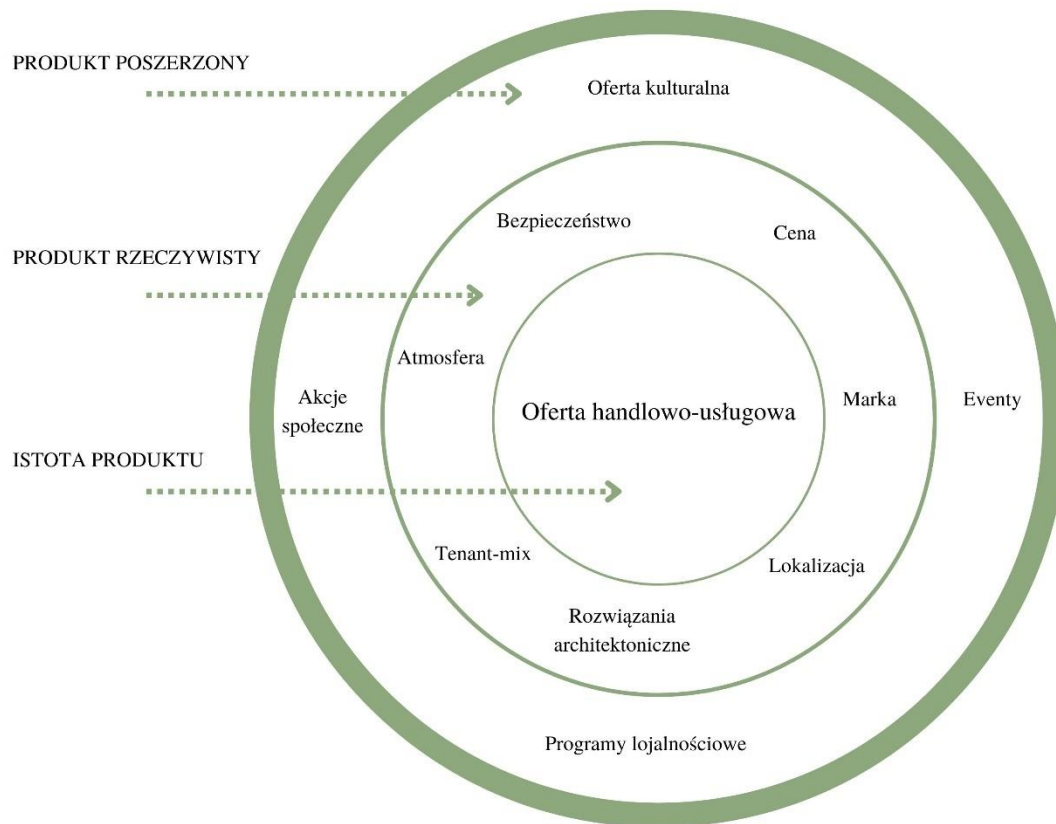 PRODUKT POSZERZONY
Oferta kulturalna
Bezpieczeństwo
Cena
PRODUKT RZECZYWISTY
Atmosfera
Akcje
społeczne
Oferta handlowo-usługowa
Marka
Eventy
ISTOTA PRODUKTU
Tenant-mix
Lokalizacja
Rozwiązania
architektoniczne
Programy lojalnościowe